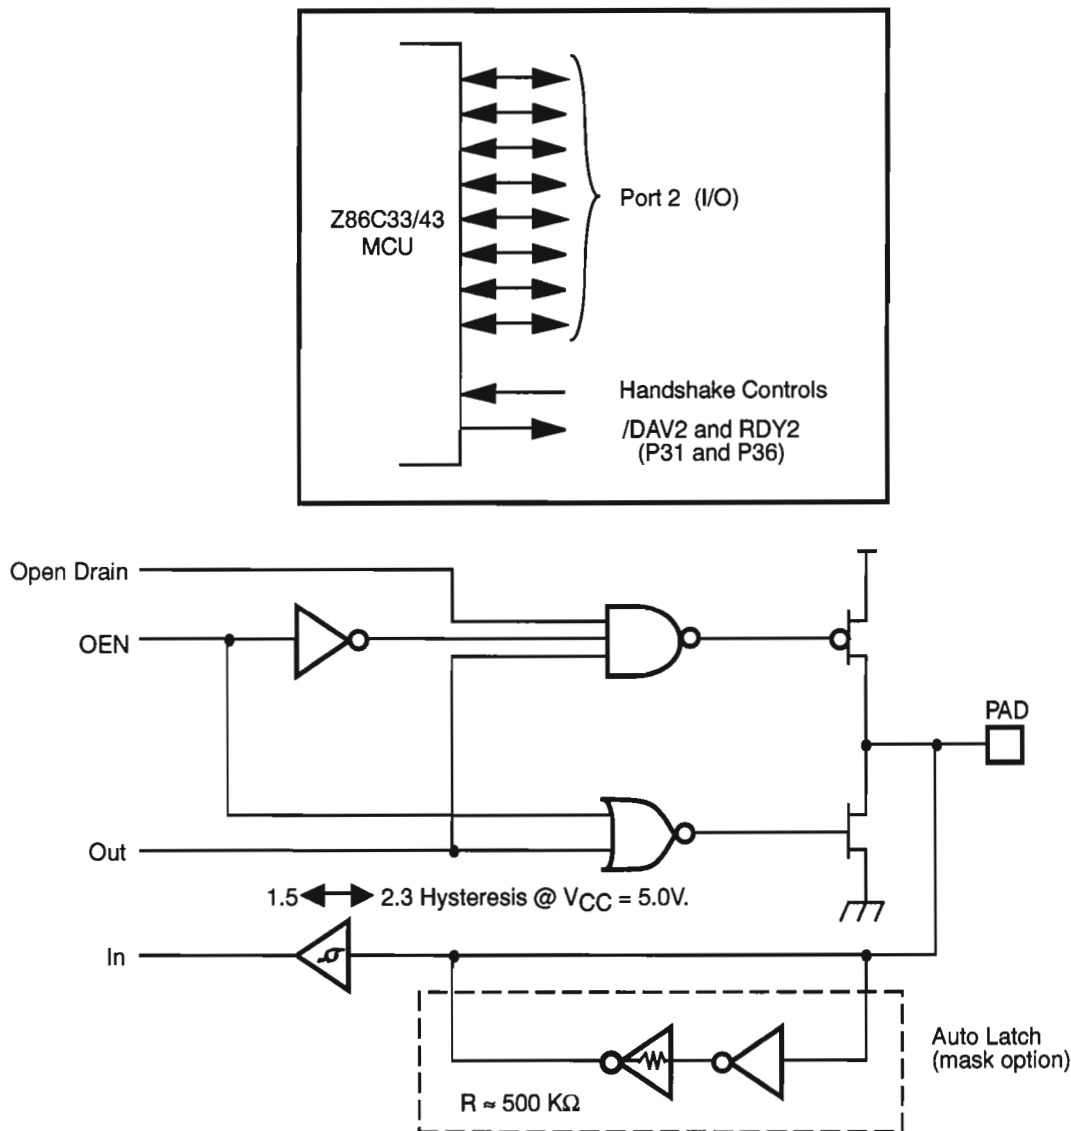 Z86C33/43
MCU
Port 2 (I/O)
Handshake Controls
/DAV2 and RDY2
(P31 and P36)
Open Drain
OEN
PAD
Out
1.5 2.3 Hysteresis @ VCC = 5.0V.
In
Auto Latch
(mask option)
R ≈ 500 KΩ